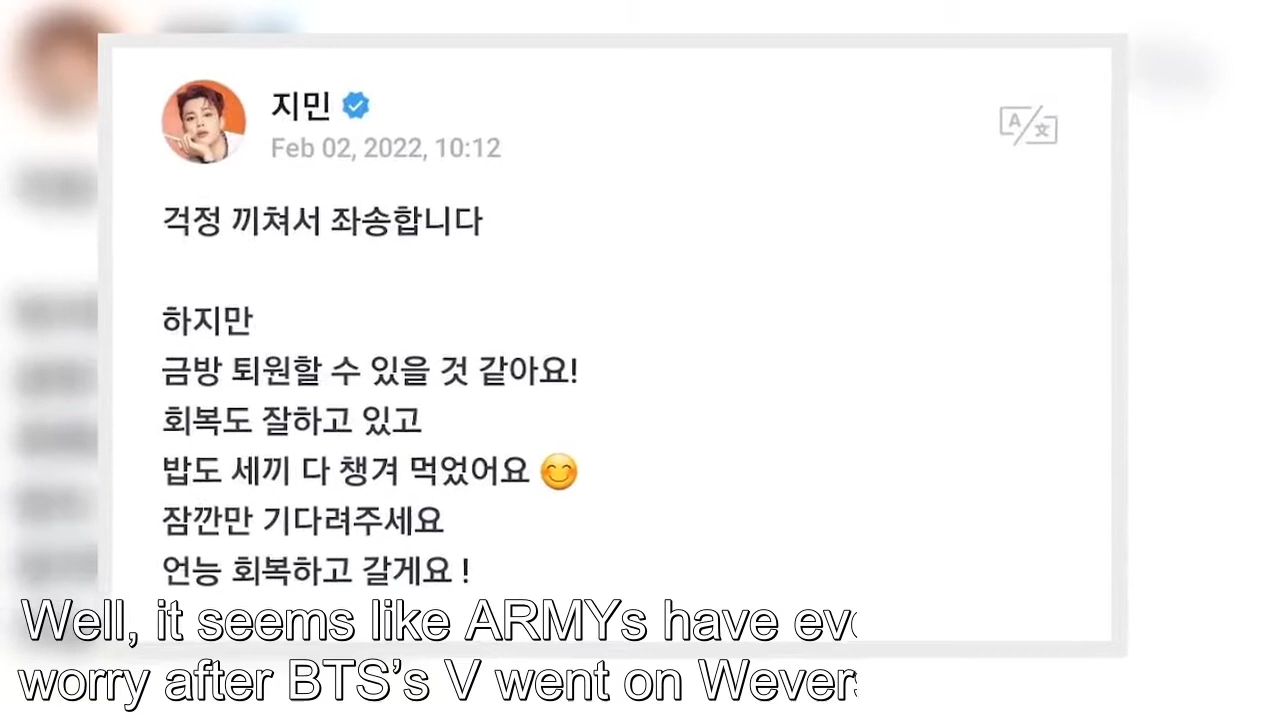 지민
Feb 02, 2022, 10:12
A/文
걱정 끼쳐서 좌송합니다
하지만
금방 퇴원할 수 있을 것 같아요!
회복도 잘하고 있고
밥도 세끼 다 챙겨 먹었어요 😊
잠깐만 기다려주세요
언능 회복하고 갈게요 !
Well, it seems like ARMYs have
worry after BTS’s V went on